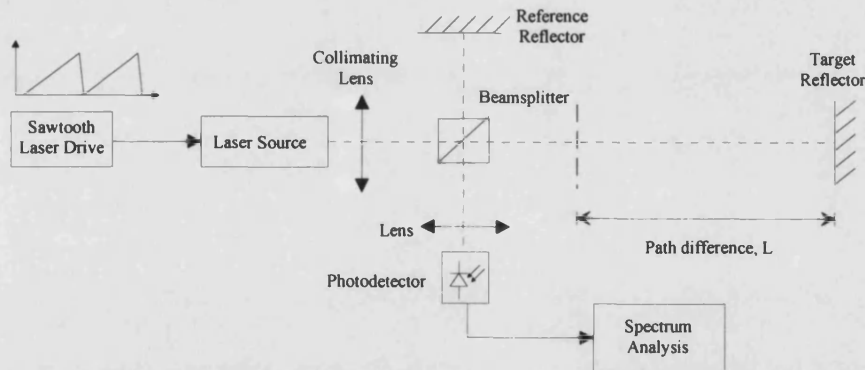 Reference
Reflector
Collimating
Lens
Target
Reflector
Beamsplitter
Sawtooth
Laser Drive
Laser Source
Lens
Path difference, L
Photodetector
Spectrum
Analysis